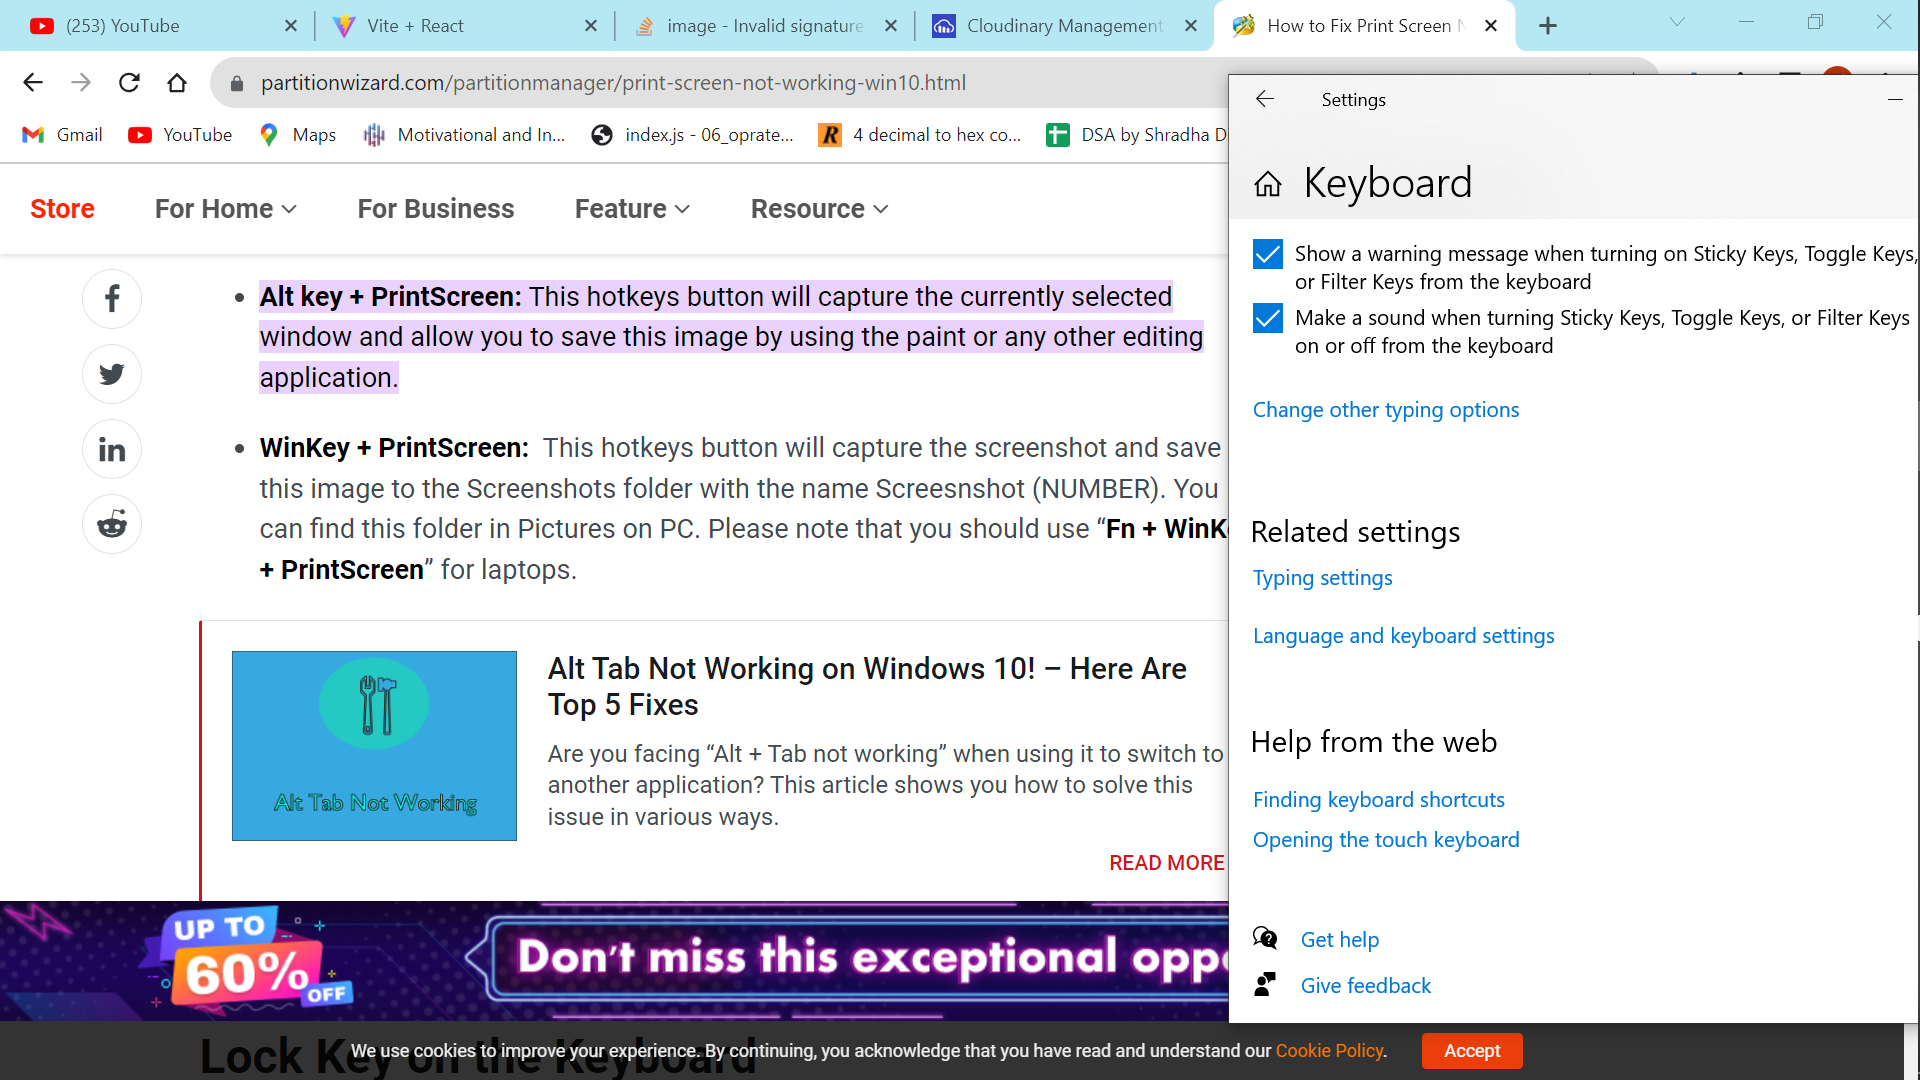 (253) YouTube
Vite + React
image - Invalid signature
Cloudinary Management
How to Fix Print Screen N
partitionwizard.com/partitionmanager/print-screen-not-working-win10.html
Gmail
YouTube
Maps
Motivational and In...
index.js - 06_oprate...
4 decimal to hex co...
DSA by Shradha D
Store
For Home
For Business
Feature
Resource
Alt key + PrintScreen: This hotkeys button will capture the currently selected
window and allow you to save this image by using the paint or any other editing
application.
WinKey + PrintScreen: This hotkeys button will capture the screenshot and save
this image to the Screenshots folder with the name Screesnshot (NUMBER). You
can find this folder in Pictures on PC. Please note that you should use “Fn + WinK
+ PrintScreen” for laptops.
Alt Tab Not Working
Alt Tab Not Working on Windows 10! – Here Are
Top 5 Fixes
Are you facing “Alt + Tab not working” when using it to switch to
another application? This article shows you how to solve this
issue in various ways.
READ MORE
UP TO
60%
OFF
Don't miss this exceptional oppo
Lock Key on the Keyboard
We use cookies to improve your experience. By continuing, you acknowledge that you have read and understand our Cookie Policy.
Accept
Settings
Keyboard
Show a warning message when turning on Sticky Keys, Toggle Keys,
or Filter Keys from the keyboard
Make a sound when turning Sticky Keys, Toggle Keys, or Filter Keys
on or off from the keyboard
Change other typing options
Related settings
Typing settings
Language and keyboard settings
Help from the web
Finding keyboard shortcuts
Opening the touch keyboard
Get help
Give feedback